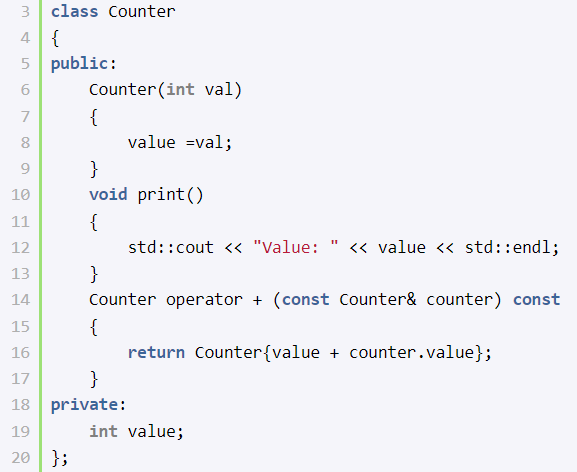 3 class Counter
4 {
5 public:
6     Counter(int val)
7     {
8         value =val;
9     }
10     void print()
11     {
12         std::cout << "Value: " << value << std::endl;
13     }
14     Counter operator + (const Counter& counter) const
15     {
16         return Counter{value + counter.value};
17     }
18 private:
19     int value;
20 };